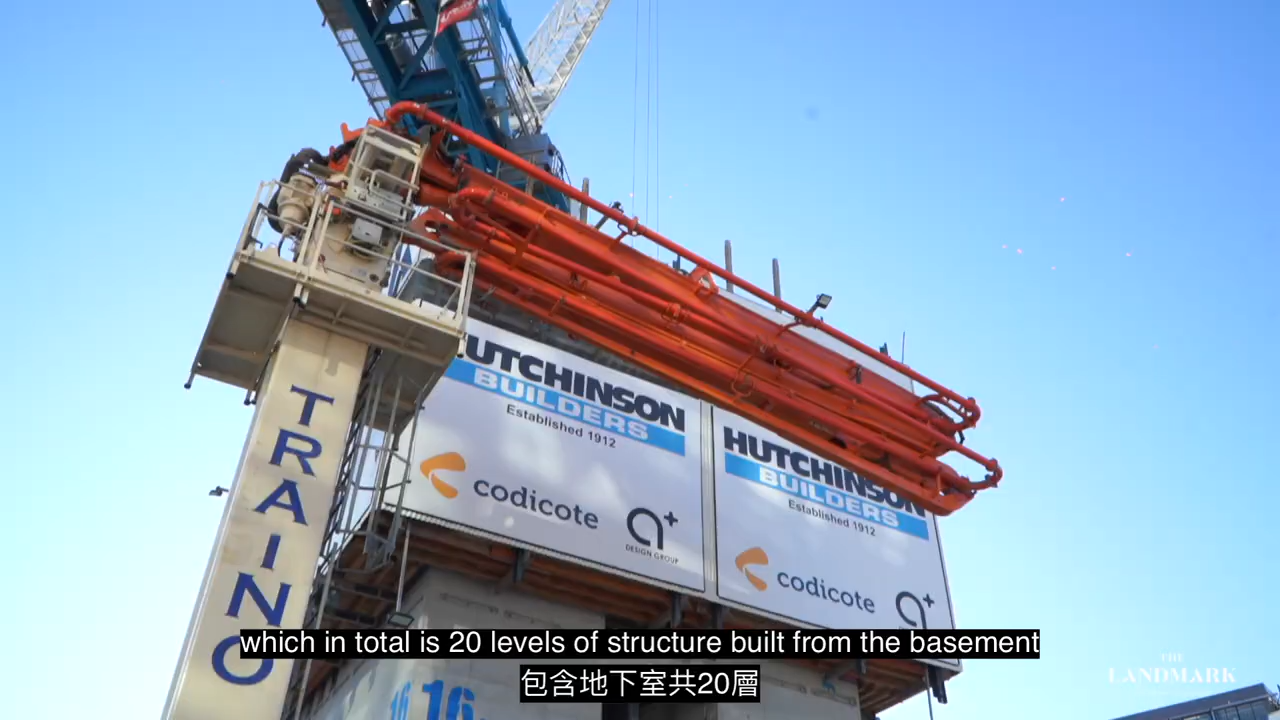 TRAINO
HUTCHINSON
BUILDERS
Established 1912
codicote
a+
DESIGN GROUP
HUTCHINSON
BUILDERS
Established 1912
codicote
a+
16
16
which in total is 20 levels of structure built from the basement
包含地下室共20層
THE
LANDMARK